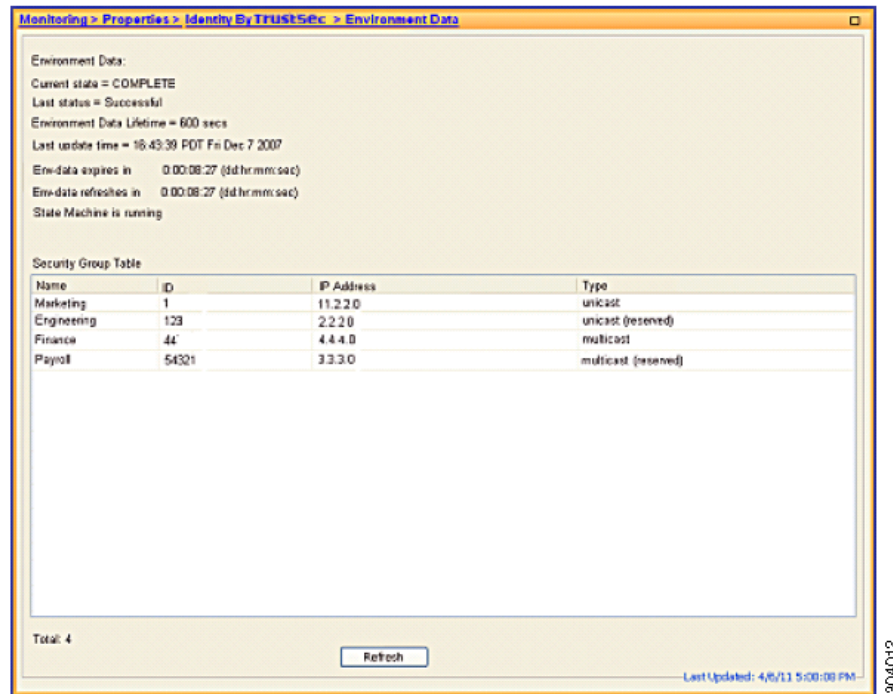 Monitoring > Properties > Identity By TrustSec > Environment Data
Environment Data:
Current state = COMPLETE
Last status = Successful
Environment Data Lifetime = 600 secs
Last update time = 16:43:39 PDT Fri Dec 7 2007
Env-data expires in 0:00:08:27 (dd:hr:mm:sec)
Env-data refreshes in 0:00:08:27 (dd:hr:mm:sec)
State Machine is running
Security Group Table
Name ID IP Address Type
Marketing 1 11.2.2.0 unicast
Engineering 123 2.2.2.0 unicast (reserved)
Finance 44 4.4.4.0 multicast
Payroll 54321 3.3.3.0 multicast (reserved)
Total: 4
Refresh
Last Updated: 4/6/11 5:00:08 PM